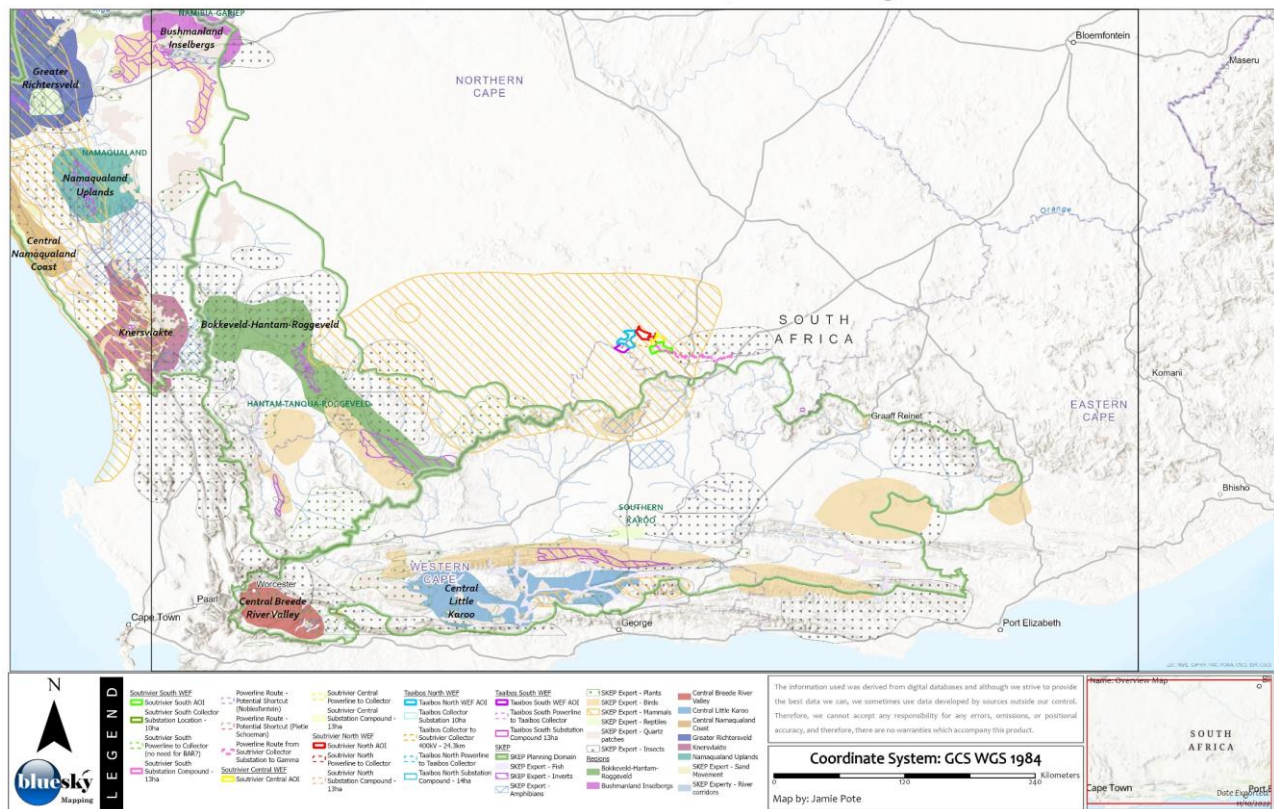 NAMIBIA-GARIEP
Bushmanland
Inselbergs
Bloemfontein
Maseru
Greater
Richtersveld
NORTHERN
CAPE
NAMAQUALAND
Namaqualand
Uplands
Orange
Central
Namaqualand
Coast
Knersvlakte
Bokkeveld-Hantam-Roggeveld
SOUTH
AFRICA
Komani
HANTAM-TANQUA-ROGGEVELD
Graaff Reinet
EASTERN
CAPE
Bhisho
SOUTHERN
KAROO
WESTERN
CAPE
Worcester
Paarl
Central Breede
River Valley
Central
Little
Karoo
Cape Town
George
Port Elizabeth
N
LEGEND
bluesky
Mapping
Soutrivier South WEF
Soutrivier South AOI
Soutrivier South Collector
Substation Location -
10ha
Soutrivier South
Powerline to Collector
(no need for BAR?)
Soutrivier South
Substation Compound -
13ha
Powerline Route -
Potential Shortcut
(Noblesfontein)
Powerline Route -
Potential Shortcut (Pietie
Schoeman)
Powerline Route from
Soutrivier Collector
Substation to Gamma
Soutrivier Central WEF
Soutrivier Central AOI
Soutrivier Central
Powerline to Collector
Soutrivier Central
Substation Compound -
13ha
Soutrivier North WEF
Soutrivier North AOI
Soutrivier North
Powerline to Collector
Soutrivier North
Substation Compound -
13ha
Taaibos North WEF
Taaibos North WEF AOI
Taaibos Collector
Substation 10ha
Taaibos Collector to
Soutrivier Collector
400kV - 24.3km
Taaibos North Powerline
to Taaibos Collector
Taaibos North Substation
Compound - 14ha
Taaibos South WEF
Taaibos South WEF AOI
Taaibos South Powerline
to Taaibos Collector
Taaibos South Substation
Compound 13ha
SKEP
SKEP Planning Domain
SKEP Expert - Fish
SKEP Expert - Inverts
SKEP Expert -
Amphibians
SKEP Expert - Plants
SKEP Expert - Birds
SKEP Expert - Mammals
SKEP Expert - Reptiles
SKEP Expert - Quartz
patches
SKEP Expert - Insects
Regions
Bokkeveld-Hantam-
Roggeveld
Bushmanland Inselbergs
Central Breede River
Valley
Central Little Karoo
Central Namaqualand
Coast
Greater Richtersveld
Knersvlakte
Namaqualand Uplands
SKEP Expert - Sand
Movement
SKEP Experty - River
corridors
The information used was derived from digital databases and although we strive to provide
the best data we can, we sometimes use data developed by sources outside our control.
Therefore, we cannot accept any responsibility for any errors, omissions, or positional
accuracy, and therefore, there are no warranties which accompany this product.
Coordinate System: GCS WGS 1984
Kilometers
0 120 240
Map by: Jamie Pote
Name: Overview Map
SOUTH
AFRICA
Cape Town
Date Exported:
11/10/2022